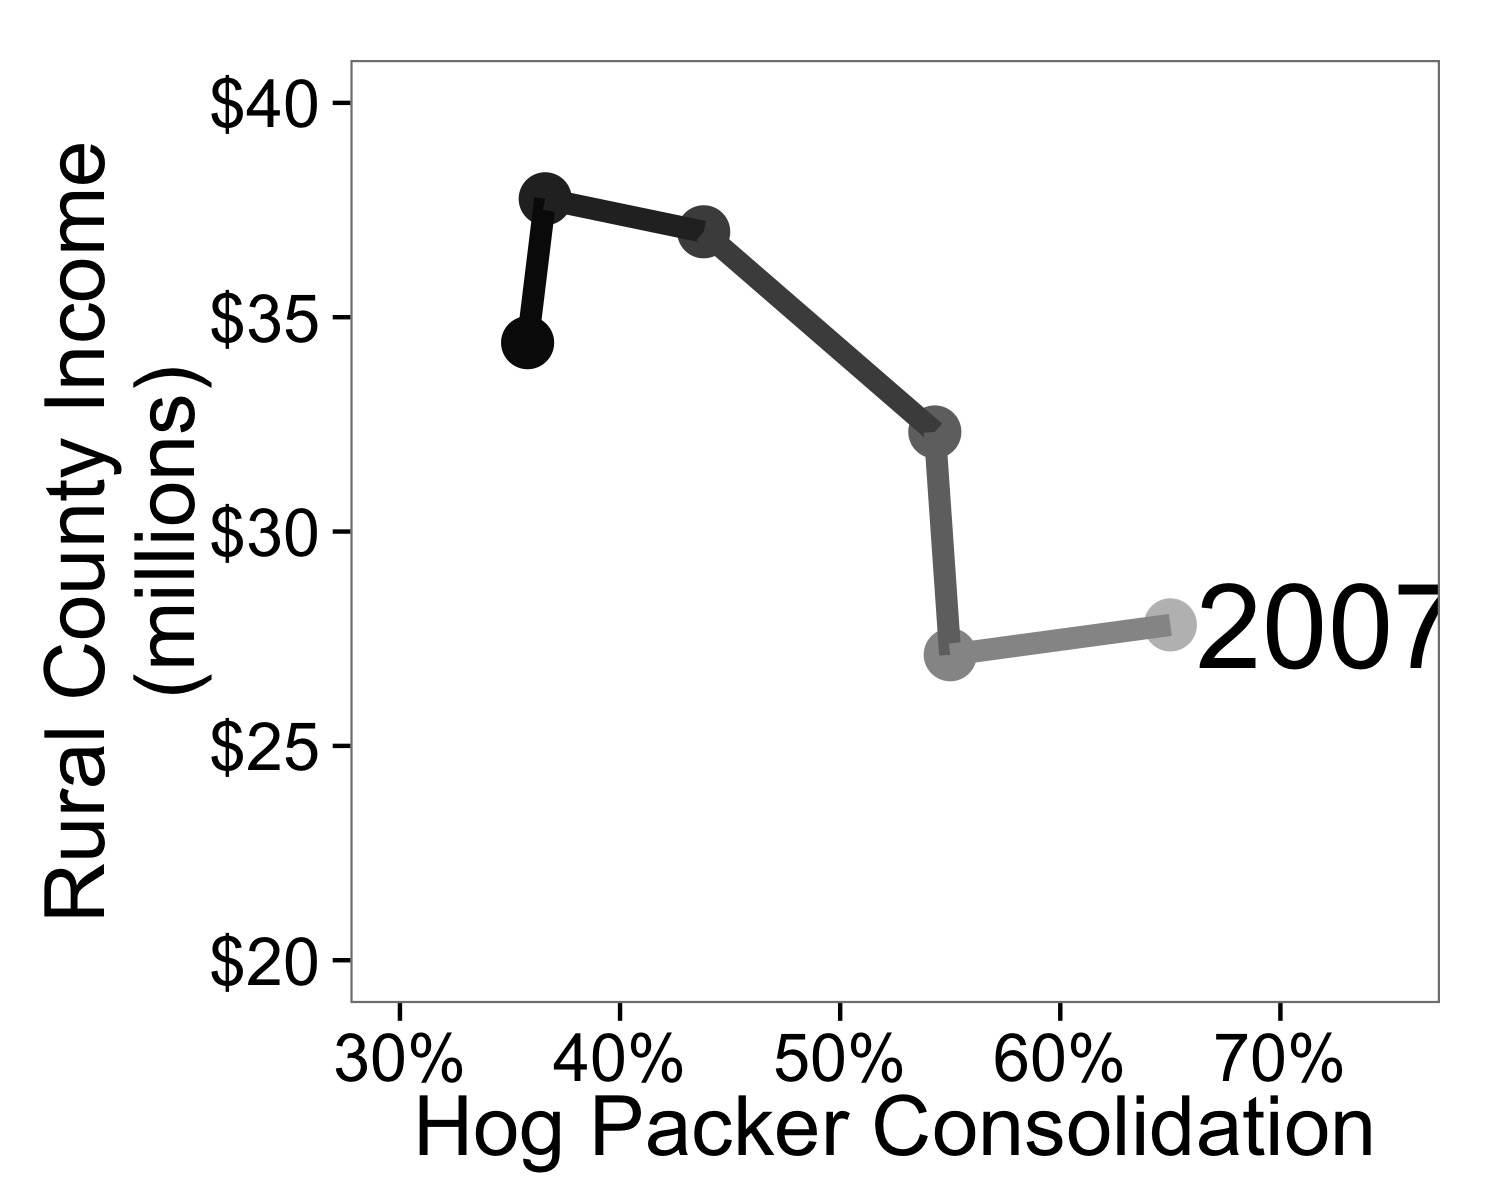 Rural County Income
(millions)
$40
$35
$30
$25
$20
2007
30% 40% 50% 60% 70%
Hog Packer Consolidation